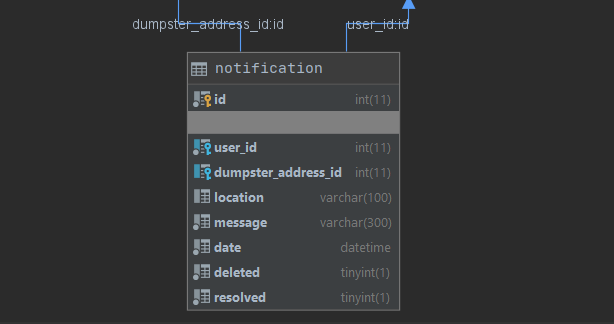 dumpster_address_id:id user_id:id
notification
id int(11)
user_id int(11)
dumpster_address_id int(11)
location varchar(100)
message varchar(300)
date datetime
deleted tinyint(1)
resolved tinyint(1)